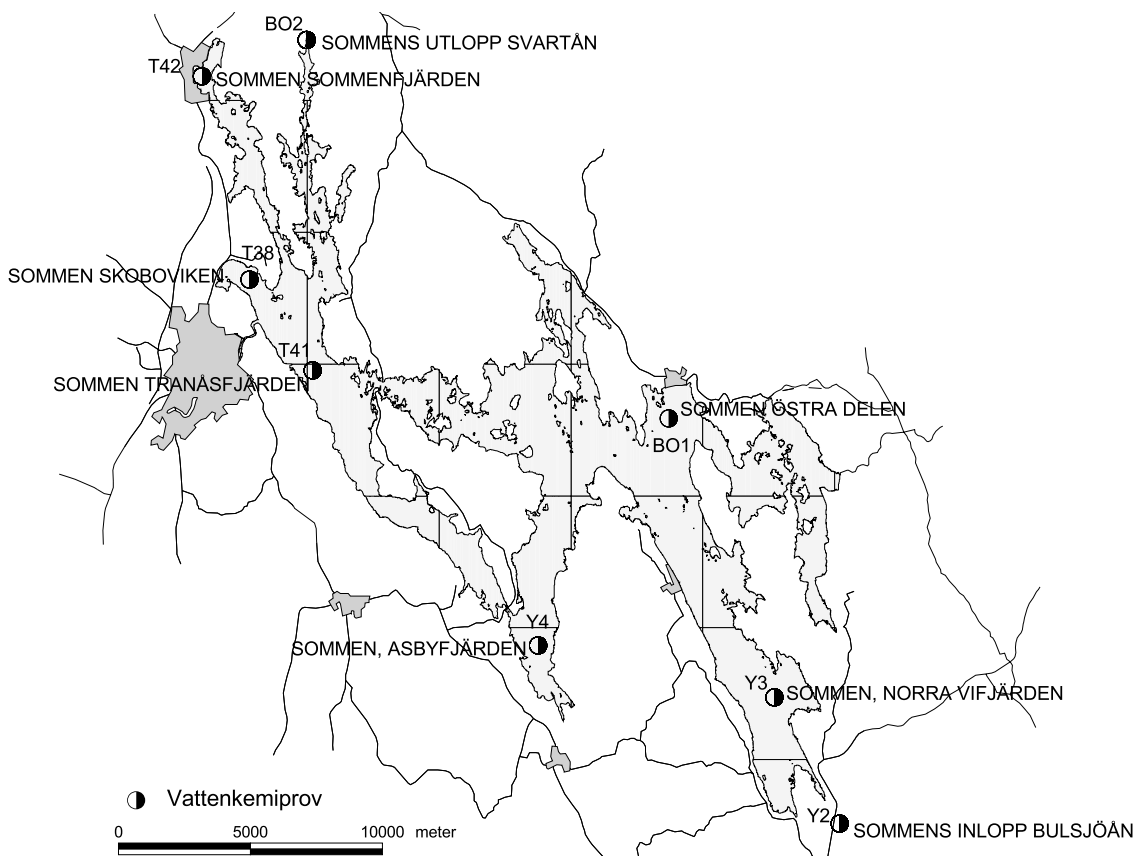 BO2
SOMMENS UTLOPP SVARTÅN
T42
SOMMEN SOMMENFJÄRDEN
T38
SOMMEN SKOBOVIKEN
T41
SOMMEN TRANÅSFJÄRDEN
SOMMEN ÖSTRA DELEN
BO1
Y4
SOMMEN, ASBYFJÄRDEN
Y3
SOMMEN, NORRA VIFJÄRDEN
Vattenkemiprov
Y2
SOMMENS INLOPP BULSJÖÅN
0 5000 10000 meter